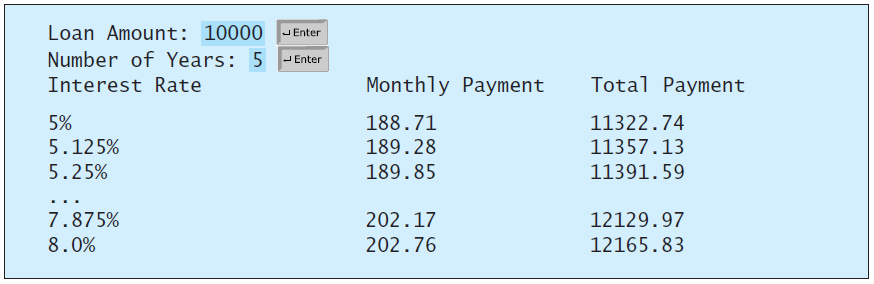 Loan Amount: 10000 ↵Enter
Number of Years: 5 ↵Enter
Interest Rate Monthly Payment Total Payment
5% 188.71 11322.74
5.125% 189.28 11357.13
5.25% 189.85 11391.59
...
7.875% 202.17 12129.97
8.0% 202.76 12165.83